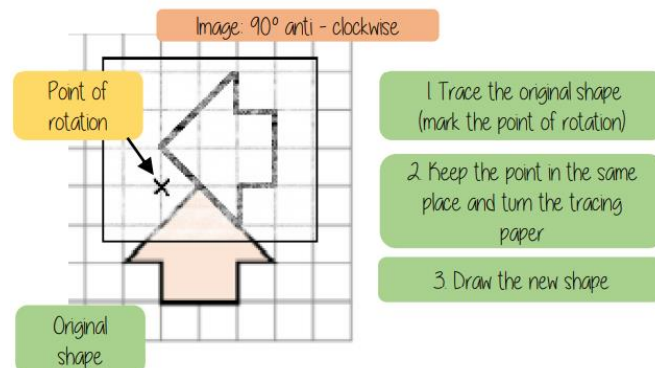 Image: 90° anti - clockwise
Point of
rotation
1. Trace the original shape
(mark the point of rotation)
2. Keep the point in the same
place and turn the tracing
paper
3. Draw the new shape
Original
shape